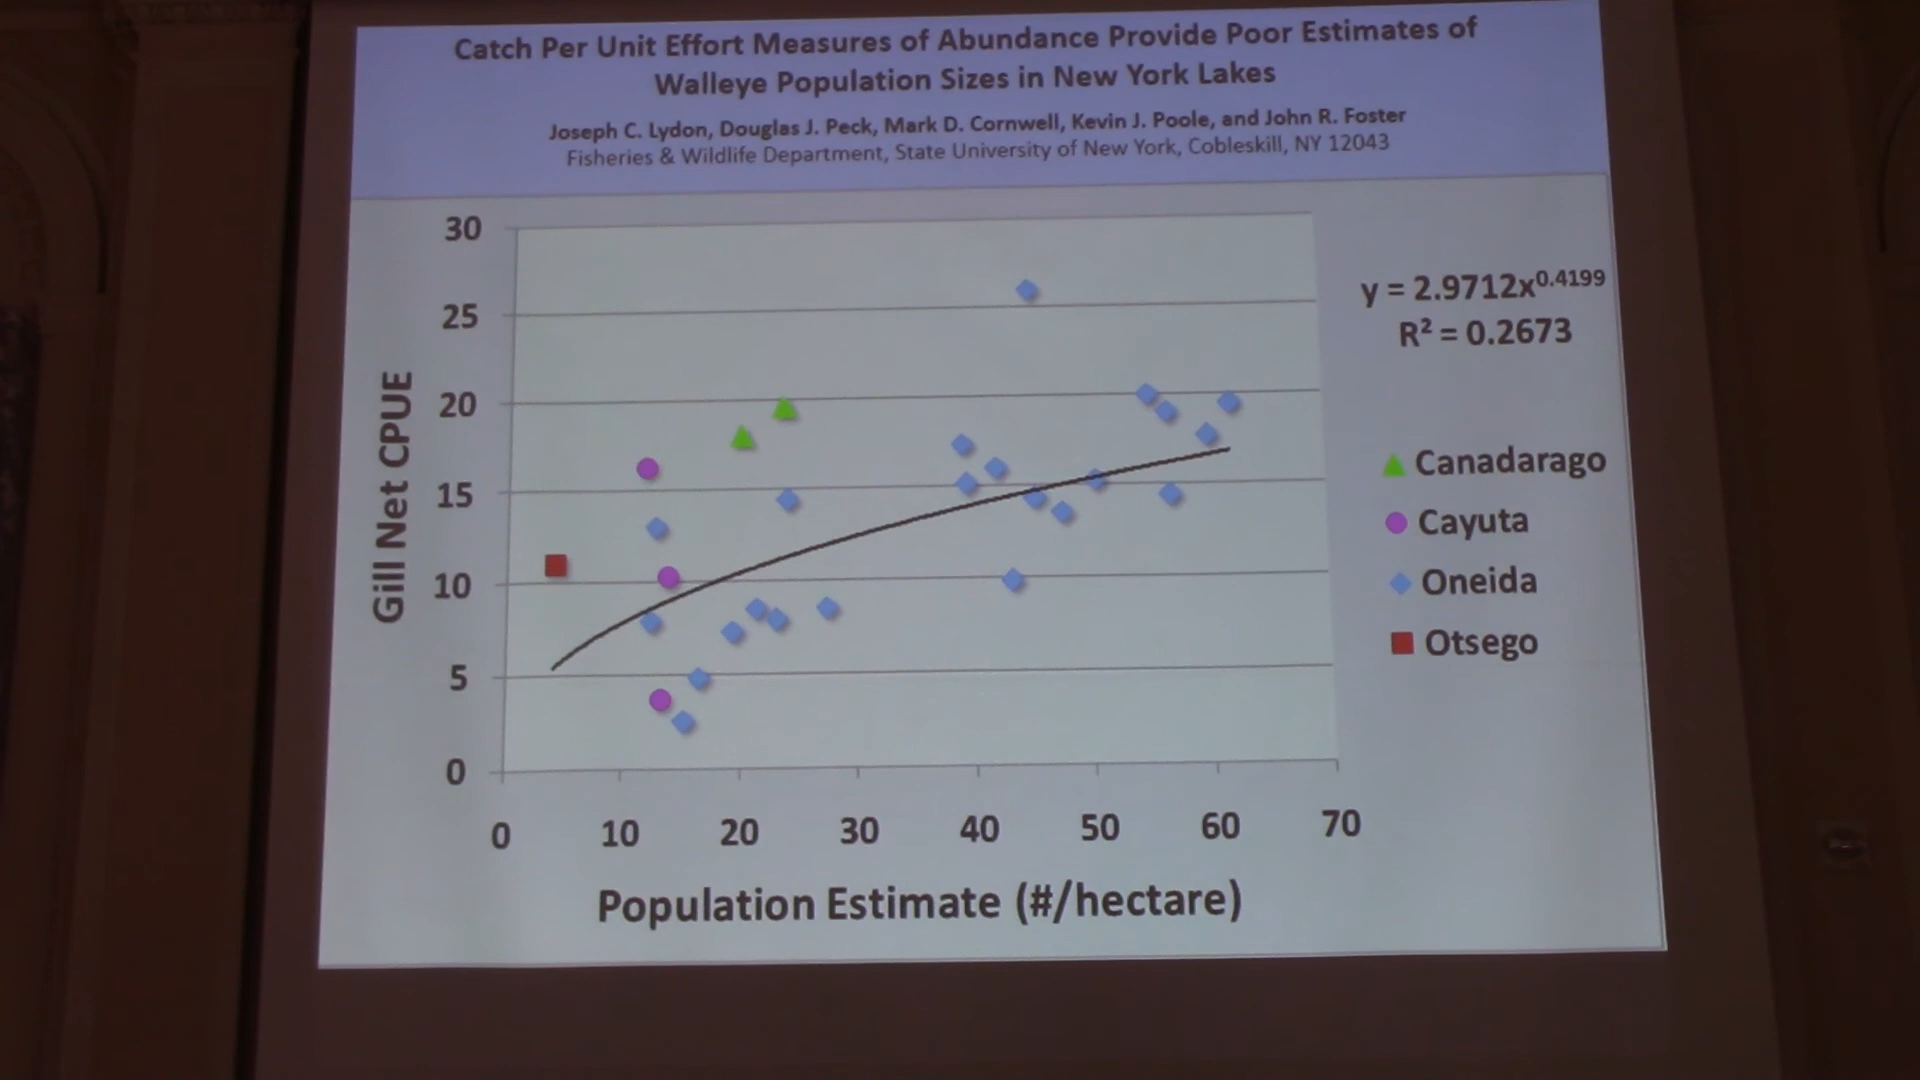 Catch Per Unit Effort Measures of Abundance Provide Poor Estimates of
Walleye Population Sizes in New York Lakes
Joseph C. Lydon, Douglas J. Peck, Mark D. Cornwell, Kevin J. Poole, and John R. Foster
Fisheries & Wildlife Department, State University of New York, Cobleskill, NY 12043
30
25
20
15
10
5
0
Gill Net CPUE
0 10 20 30 40 50 60 70
Population Estimate (#/hectare)
y = 2.9712x^0.4199
R² = 0.2673
Canadarago
Cayuta
Oneida
Otsego